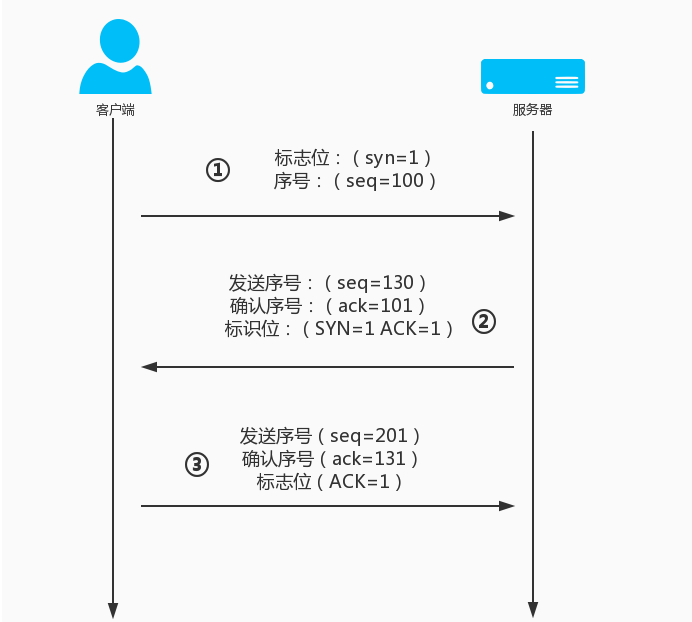 客户端
服务器
①
标志位：（syn=1）
序号：（seq=100）
发送序号：（seq=130）
确认序号：（ack=101）
标识位：（SYN=1 ACK=1）
②
发送序号（seq=201）
确认序号（ack=131）
标志位（ACK=1）
③